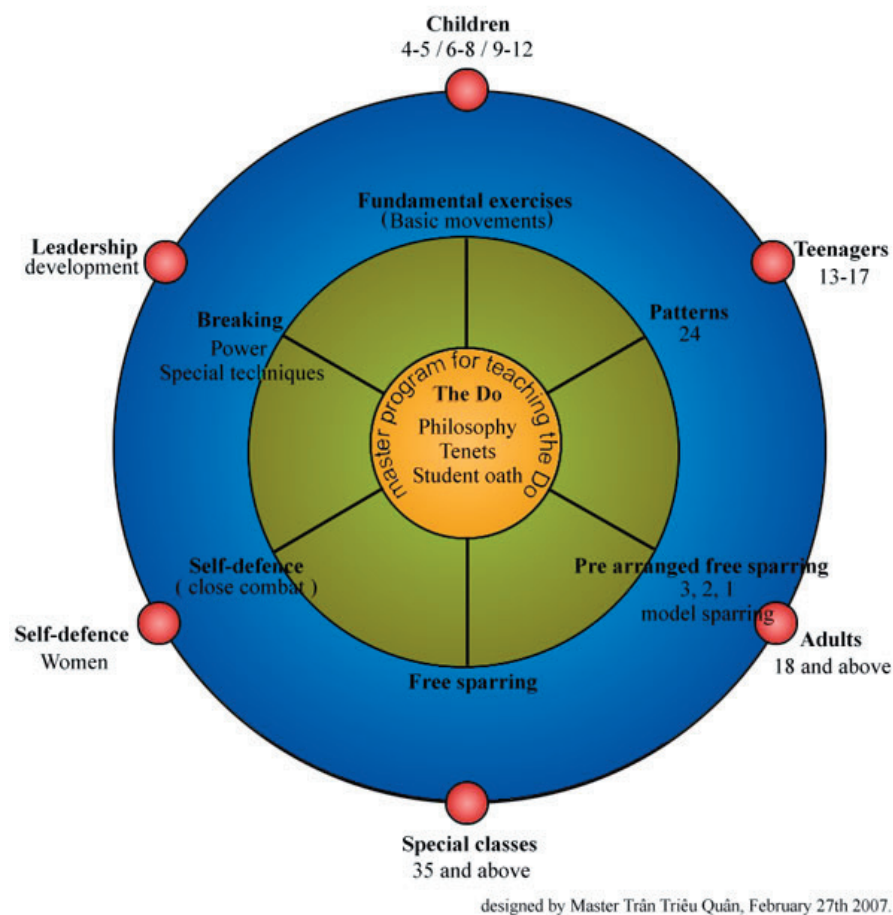 Children
4-5 / 6-8 / 9-12
Fundamental exercises
(Basic movements)
Leadership
development
Teenagers
13-17
Breaking
Power
Special techniques
Patterns
24
master program for teaching the Do
The Do
Philosophy
Tenets
Student oath
Self-defence
( close combat )
Pre arranged free sparring
3, 2, 1
model sparring
Self-defence
Women
Adults
18 and above
Free sparring
Special classes
35 and above
designed by Master Trân Triêu Quân, February 27th 2007.